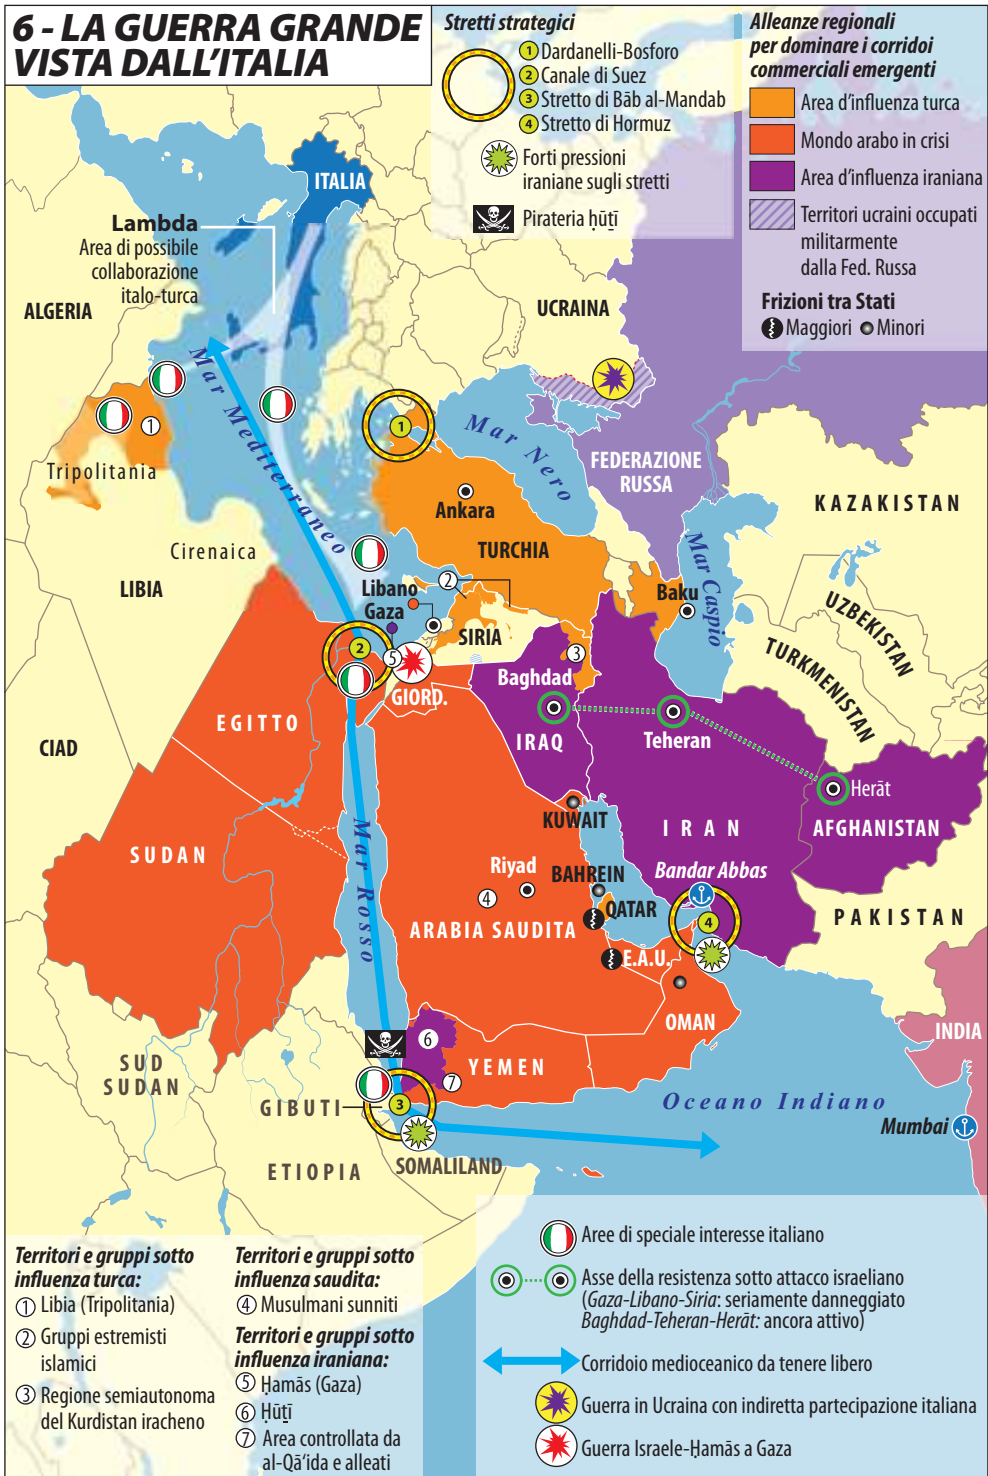 6 - LA GUERRA GRANDE
VISTA DALL'ITALIA
Stretti strategici
1 Dardanelli-Bosforo
2 Canale di Suez
3 Stretto di Bāb al-Mandab
4 Stretto di Hormuz
Forti pressioni
iraniane sugli stretti
Pirateria ḥūṯī
Alleanze regionali
per dominare i corridoi
commerciali emergenti
Area d'influenza turca
Mondo arabo in crisi
Area d'influenza iraniana
Territori ucraini occupati
militarmente
dalla Fed. Russa
Frizioni tra Stati
Maggiori
Minori
ITALIA
Lambda
Area di possibile
collaborazione
italo-turca
ALGERIA
UCRAINA
Mar Mediterraneo
1
1
Mar Nero
FEDERAZIONE
RUSSA
Tripolitania
KAZAKISTAN
Ankara
Cirenaica
TURCHIA
Mar Caspio
LIBIA
Libano
2
Baku
Gaza
UZBEKISTAN
SIRIA
2
5
3
TURKMENISTAN
Baghdad
GIORD.
EGITTO
CIAD
IRAQ
Teheran
Herāt
KUWAIT
IRAN
AFGHANISTAN
Mar Rosso
SUDAN
Riyad
BAHREIN
Bandar Abbas
4
QATAR
4
PAKISTAN
ARABIA SAUDITA
E.A.U.
OMAN
INDIA
6
SUD
SUDAN
YEMEN
7
GIBUTI
3
Oceano Indiano
Mumbai
ETIOPIA
SOMALILAND
Territori e gruppi sotto
influenza turca:
1 Libia (Tripolitania)
2 Gruppi estremisti
islamici
3 Regione semiautonoma
del Kurdistan iracheno
Territori e gruppi sotto
influenza saudita:
4 Musulmani sunniti
Territori e gruppi sotto
influenza iraniana:
5 Ḥamās (Gaza)
6 Ḥūṯī
7 Area controllata da
al-Qā'ida e alleati
Aree di speciale interesse italiano
Asse della resistenza sotto attacco israeliano
(Gaza-Libano-Siria: seriamente danneggiato
Baghdad-Teheran-Herāt: ancora attivo)
Corridoio medioceanico da tenere libero
Guerra in Ucraina con indiretta partecipazione italiana
Guerra Israele-Ḥamās a Gaza